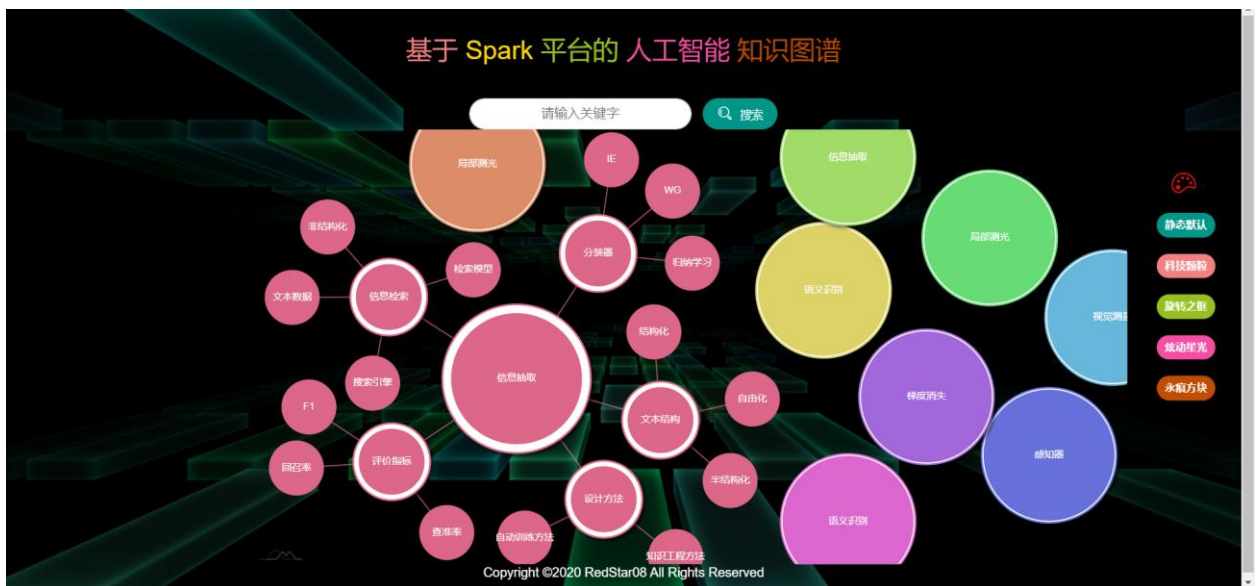 基于 Spark 平台的 人工智能 知识图谱
请输入关键字
搜索
局部测光
IE
WG
归纳学习
分装器
非结构化
检索模型
文本数据
信息检索
搜索引擎
信息抽取
结构化
自由化
文本结构
半结构化
F1
回召率
评价指标
查准率
设计方法
自动训练方法
知识工程方法
信息抽取
局部测光
语义识别
视觉测
梯度消失
感知器
语义识别
静态默认
科技颗粒
旋转之框
炫动星光
永痕方块
Copyright ©2020 RedStar08 All Rights Reserved